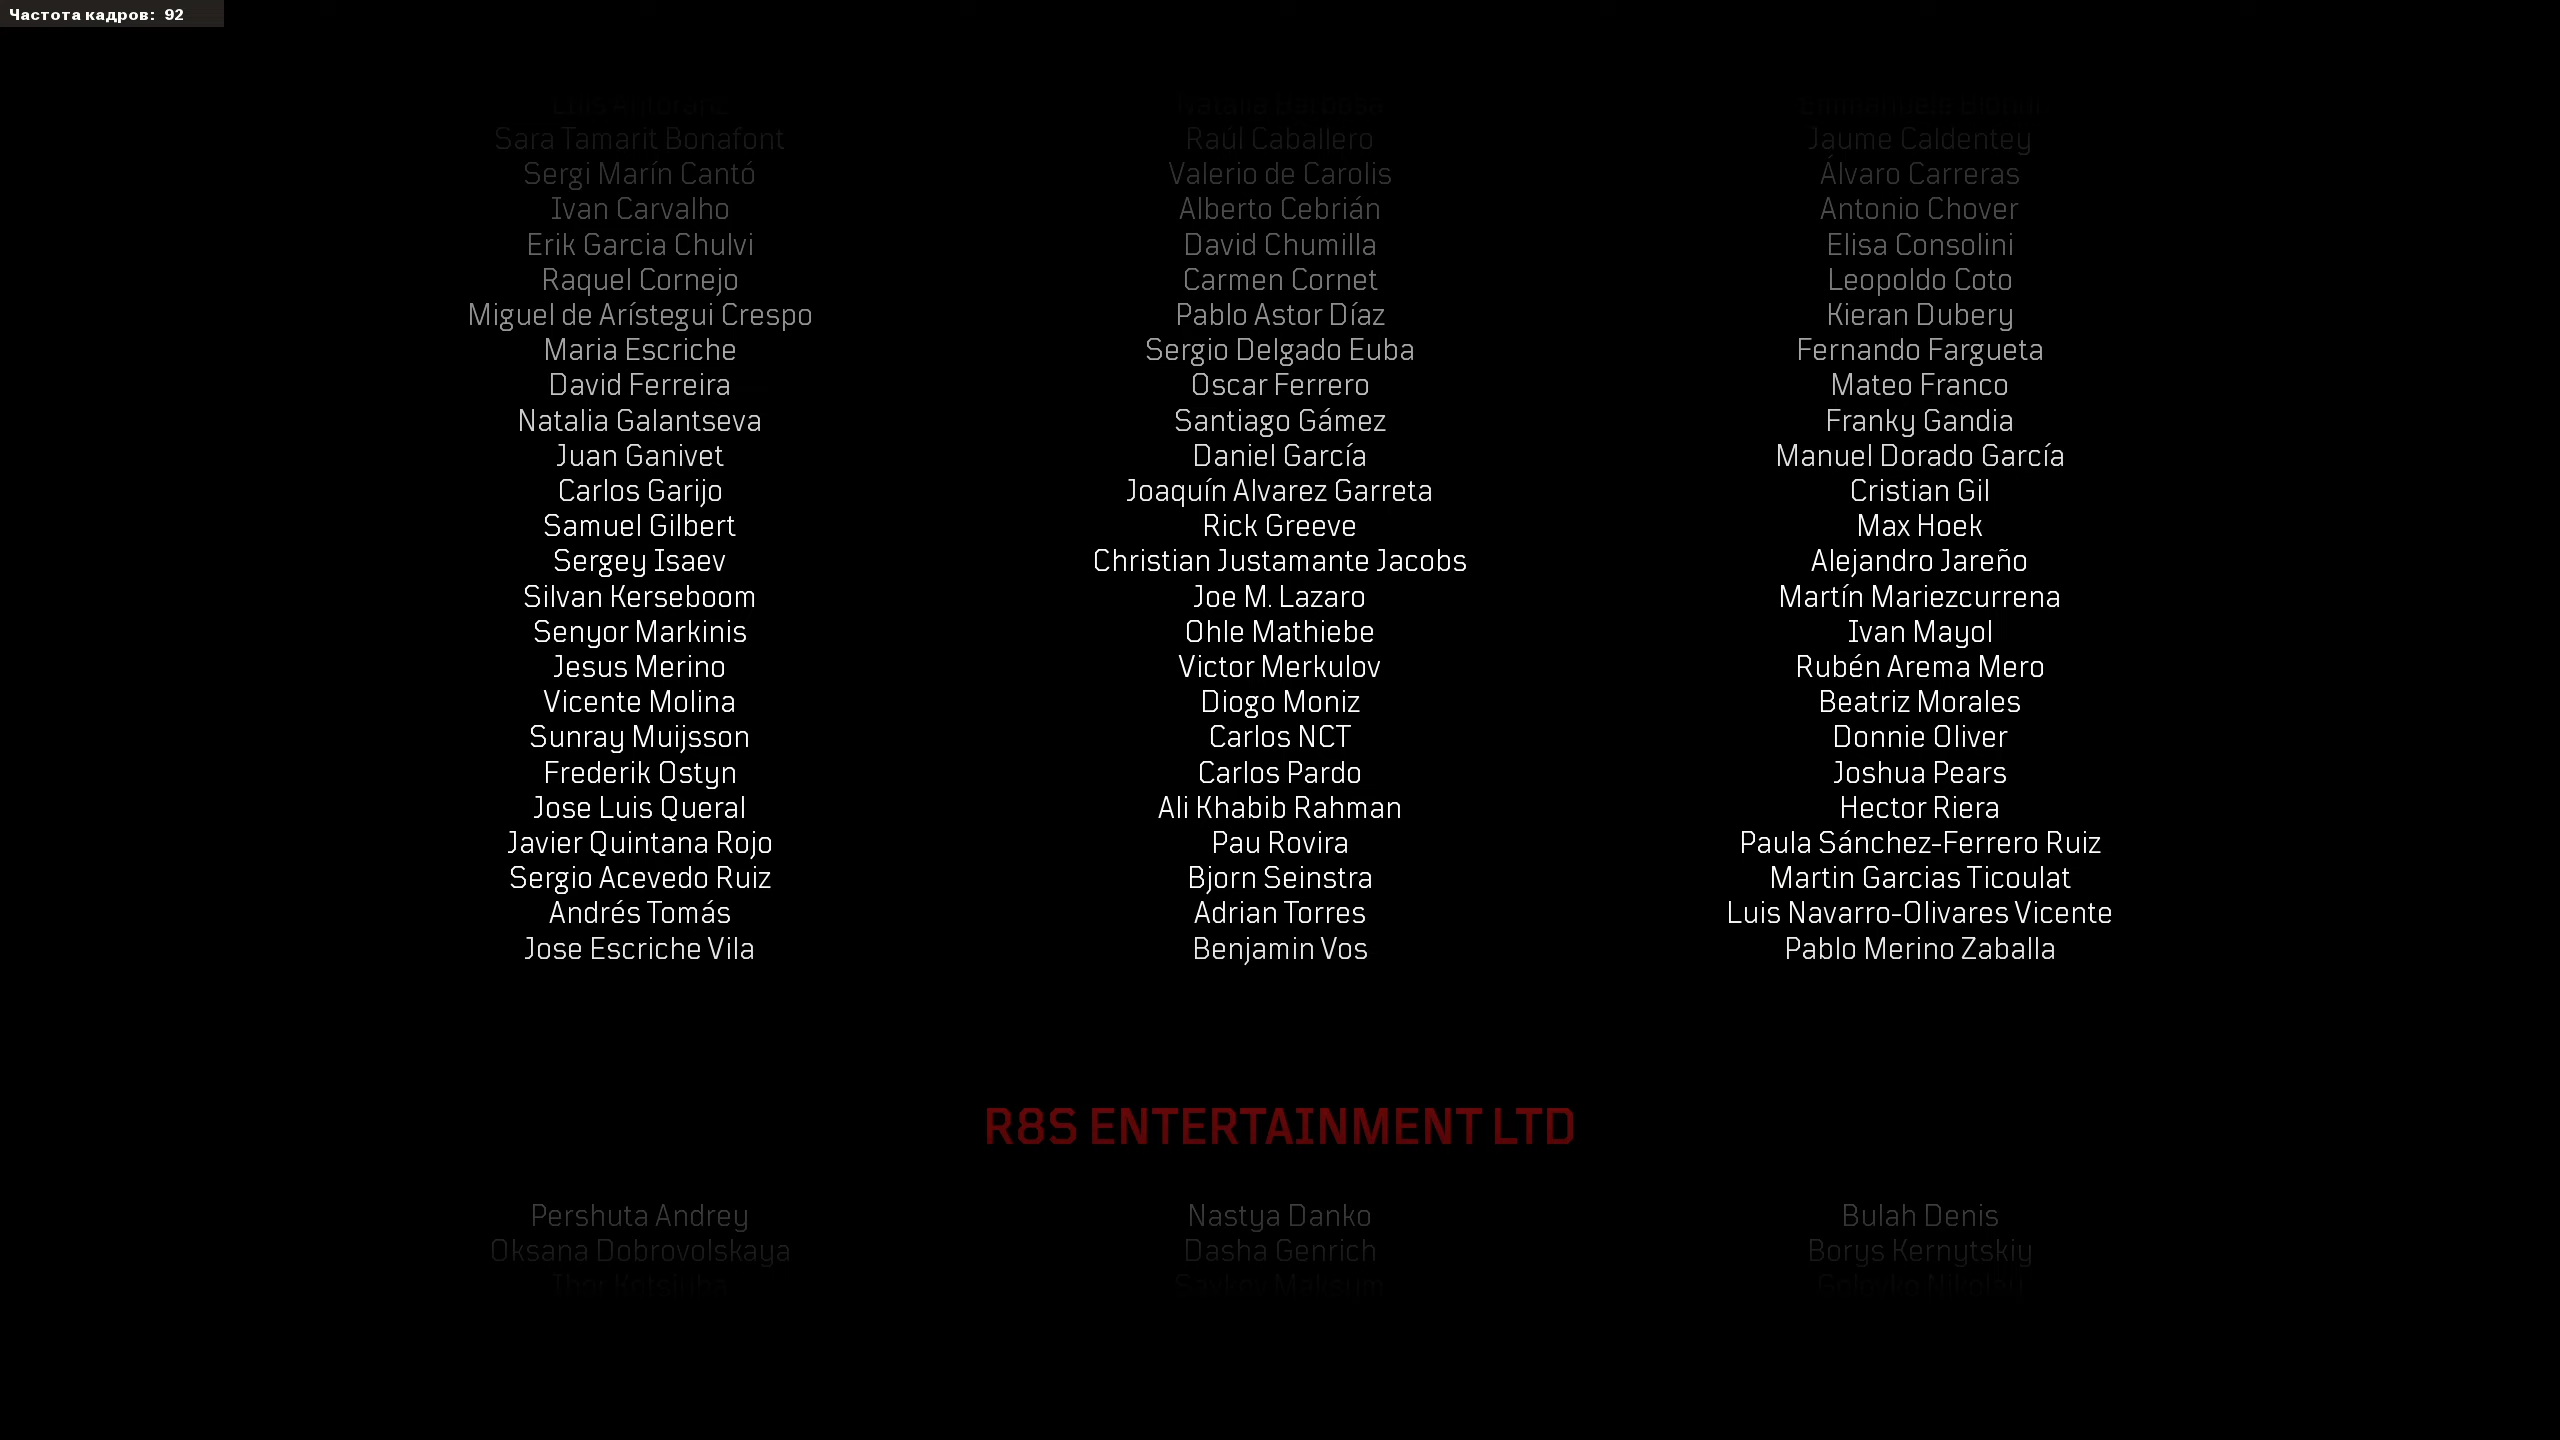 Частота кадров: 92
Sara Tamarit Bonafont Raúl Caballero Jaume Caldentey
Sergi Marín Cantó Valerio de Carolis Álvaro Carreras
Ivan Carvalho Alberto Cebrián Antonio Chover
Erik Garcia Chulvi David Chumilla Elisa Consolini
Raquel Cornejo Carmen Cornet Leopoldo Coto
Miguel de Arístegui Crespo Pablo Astor Díaz Kieran Dubery
Maria Escriche Sergio Delgado Euba Fernando Fargueta
David Ferreira Oscar Ferrero Mateo Franco
Natalia Galantseva Santiago Gámez Franky Gandia
Juan Ganivet Daniel García Manuel Dorado García
Carlos Garijo Joaquín Alvarez Garreta Cristian Gil
Samuel Gilbert Rick Greeve Max Hoek
Sergey Isaev Christian Justamante Jacobs Alejandro Jareño
Silvan Kerseboom Joe M. Lazaro Martín Mariezcurrena
Senyor Markinis Ohle Mathiebe Ivan Mayol
Jesus Merino Victor Merkulov Rubén Arema Mero
Vicente Molina Diogo Moniz Beatriz Morales
Sunray Muijsson Carlos NCT Donnie Oliver
Frederik Ostyn Carlos Pardo Joshua Pears
Jose Luis Queral Ali Khabib Rahman Hector Riera
Javier Quintana Rojo Pau Rovira Paula Sánchez-Ferrero Ruiz
Sergio Acevedo Ruiz Bjorn Seinstra Martin Garcias Ticoulat
Andrés Tomás Adrian Torres Luis Navarro-Olivares Vicente
Jose Escriche Vila Benjamin Vos Pablo Merino Zaballa
R8S ENTERTAINMENT LTD
Pershuta Andrey Nastya Danko Bulah Denis
Oksana Dobrovolskaya Dasha Genrich Borys Kernytskiy